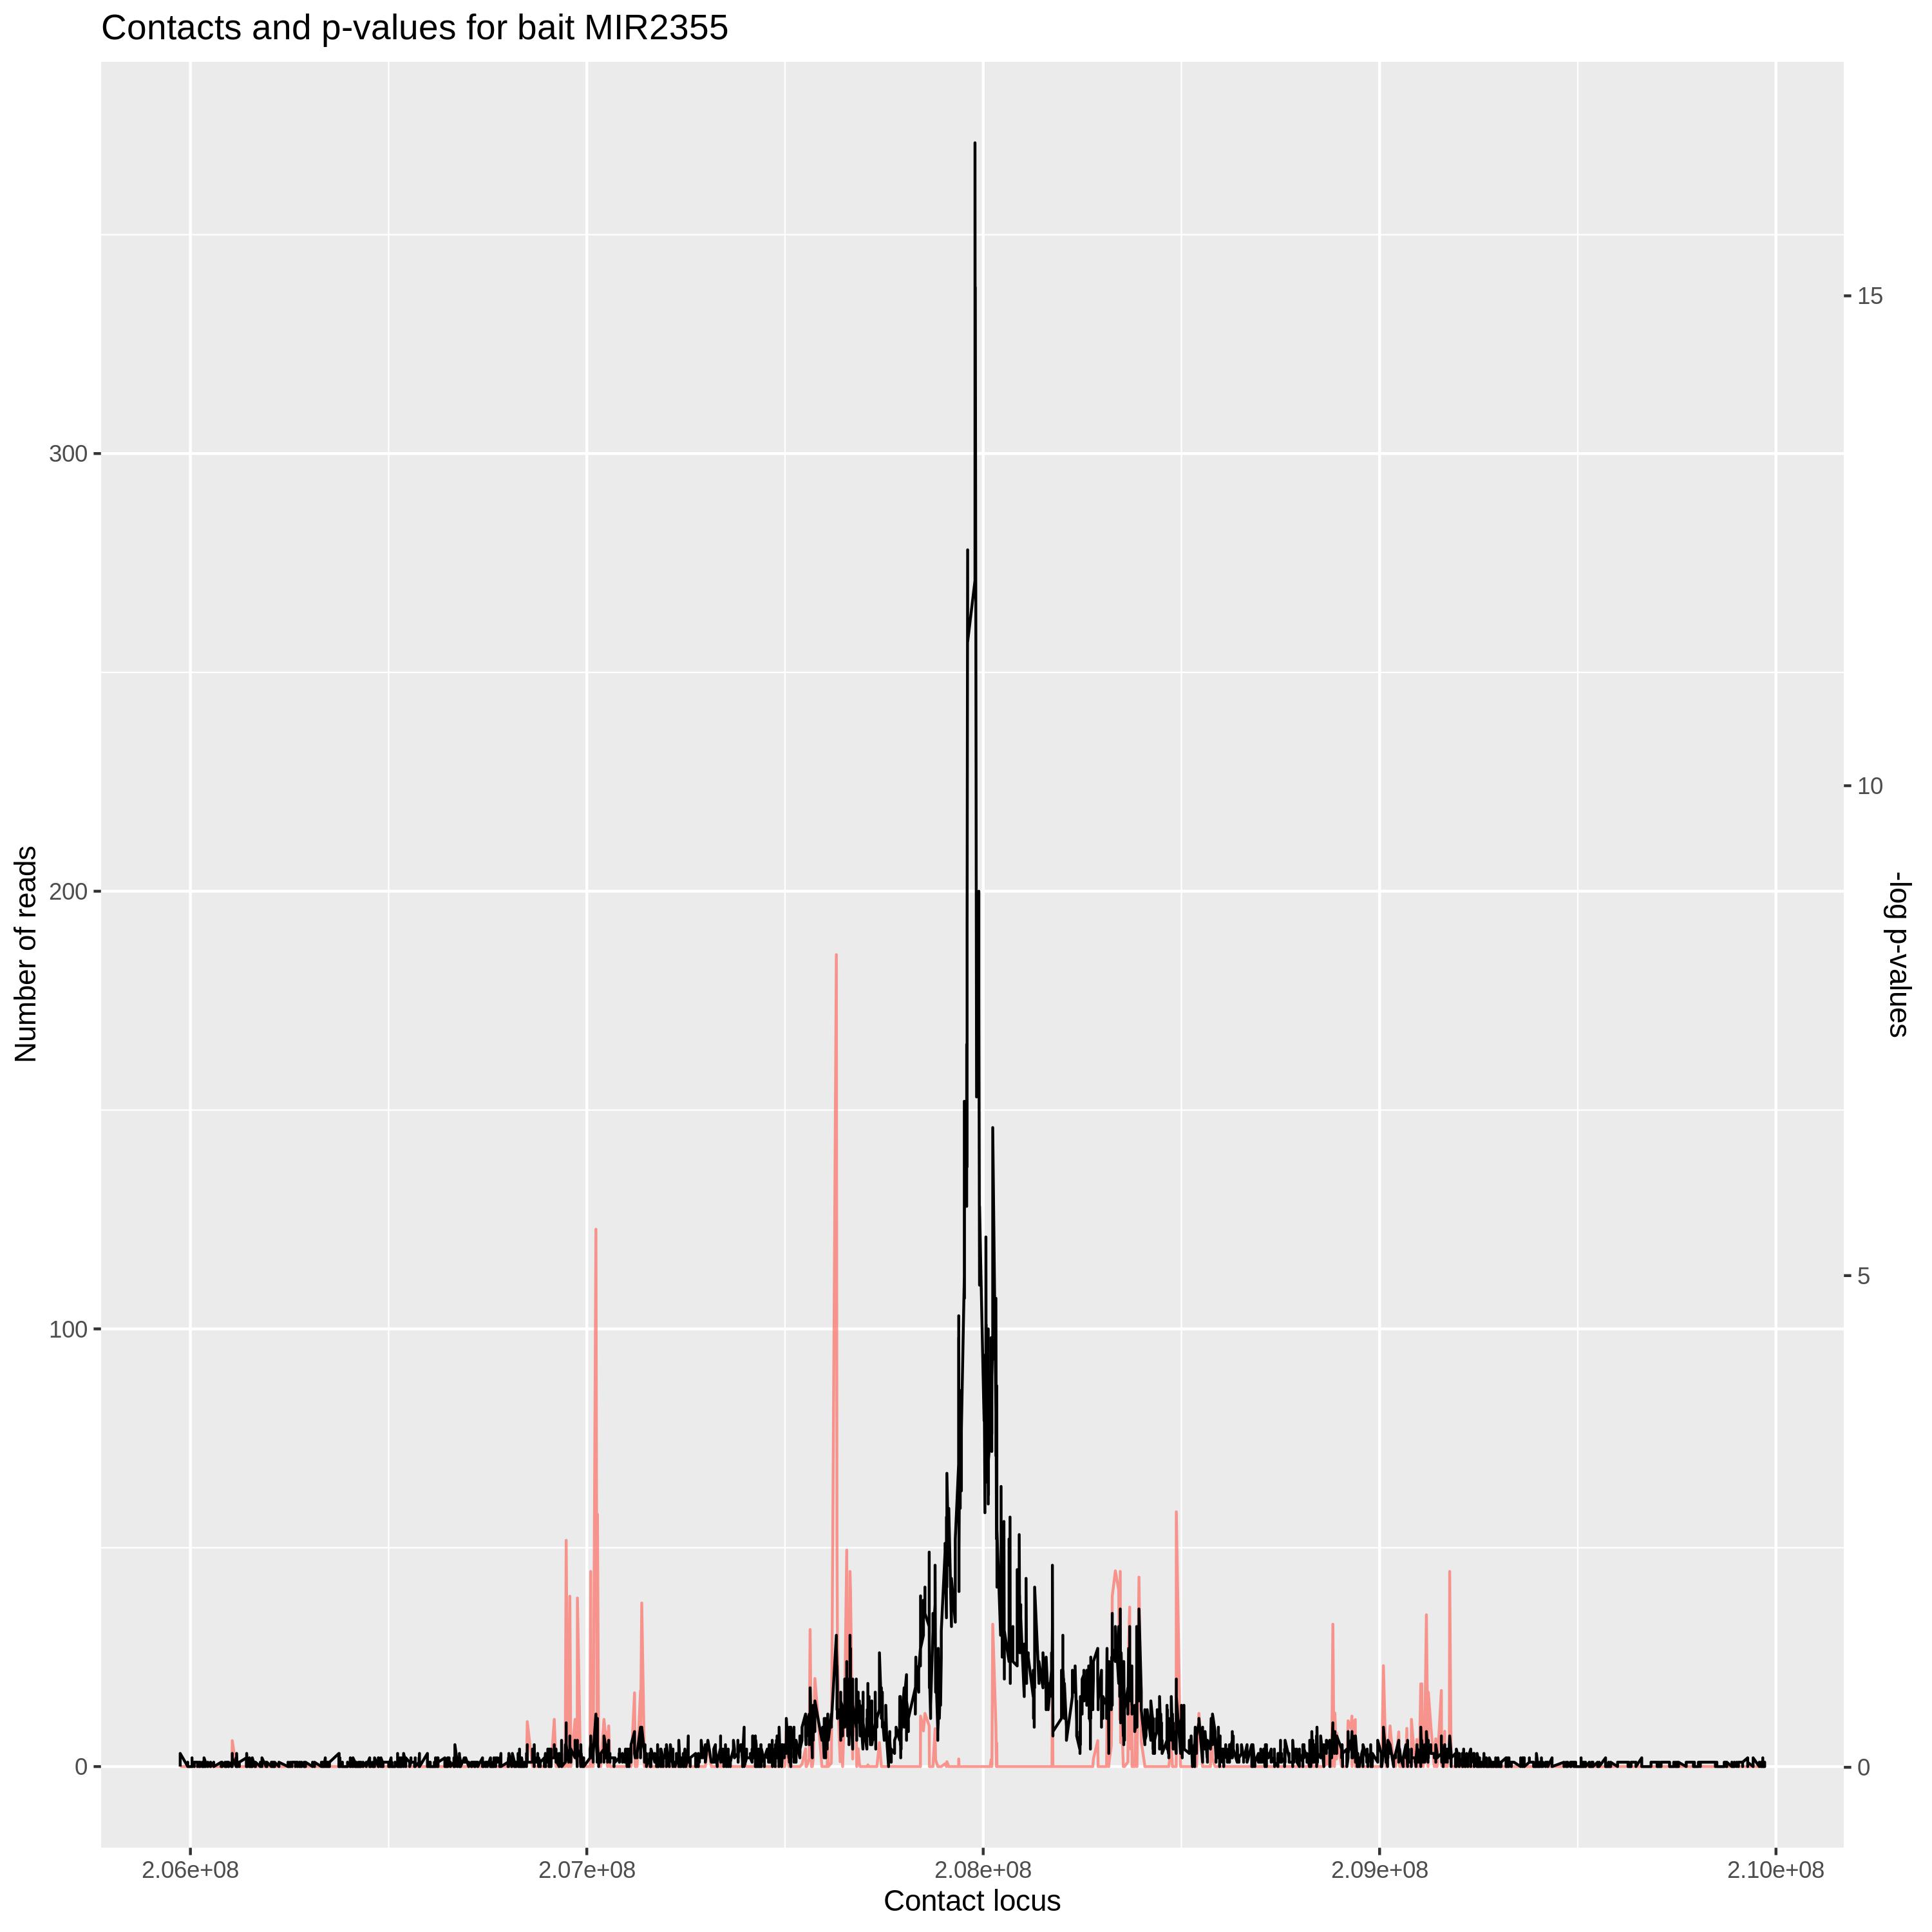 Contacts and p-values for bait MIR2355
Number of reads
300
200
100
0
15
10
5
0
-log p-values
2.06e+08
2.07e+08
2.08e+08
2.09e+08
2.10e+08
Contact locus